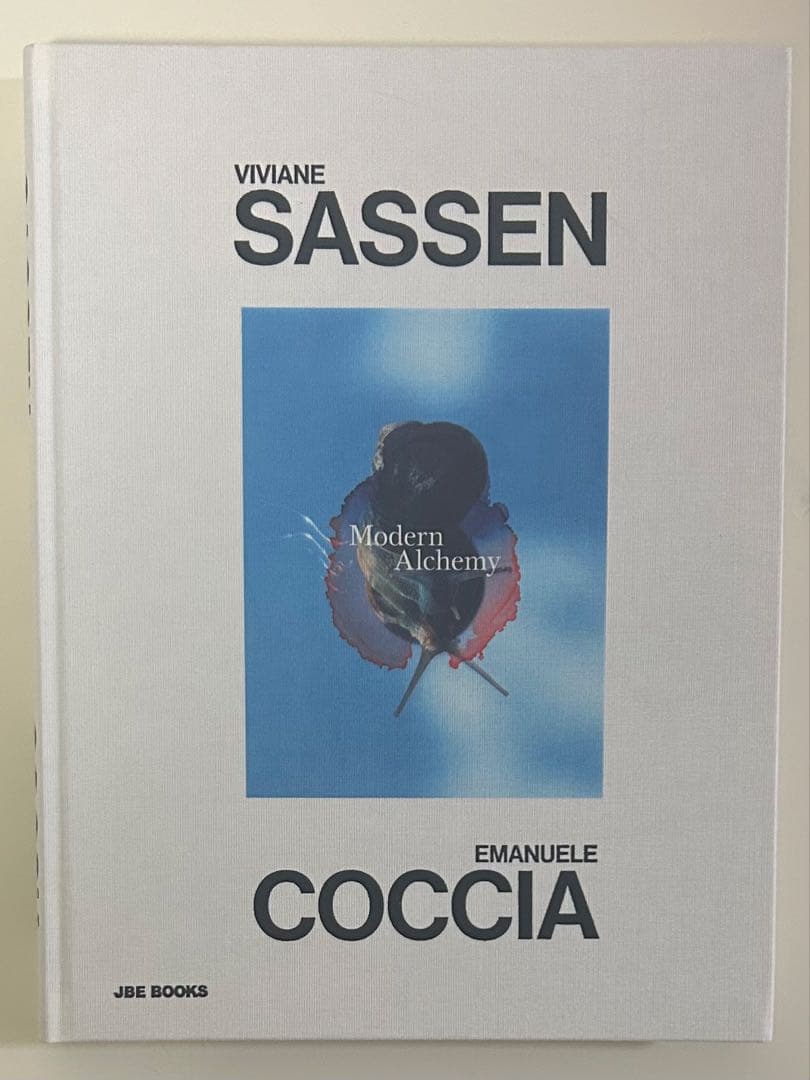 VIVIANE
SASSEN
Modern
Alchemy
EMANUELE
COCCIA
JBE BOOKS